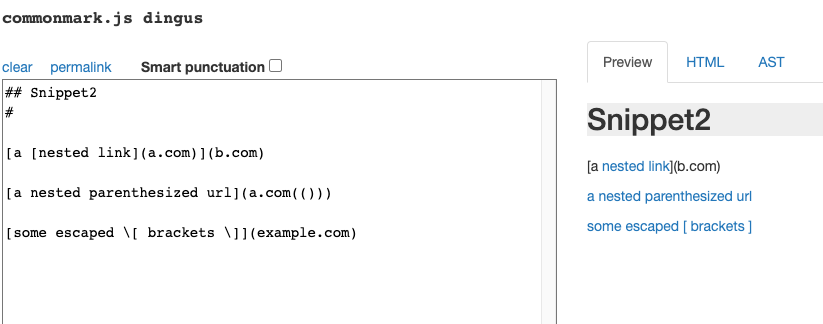 commonmark.js dingus
clear permalink Smart punctuation
Preview HTML AST
## Snippet2
#
[a [nested link](a.com)](b.com)
[a nested parenthesized url](a.com(()))
[some escaped \[ brackets \]](example.com)
Snippet2
[a nested link](b.com)
a nested parenthesized url
some escaped [ brackets ]